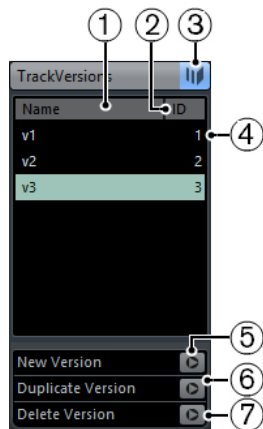 1 2 3
TrackVersions
Name ID
v1 1 4
v2 2
v3 3
5
New Version
Duplicate Version 6
Delete Version 7